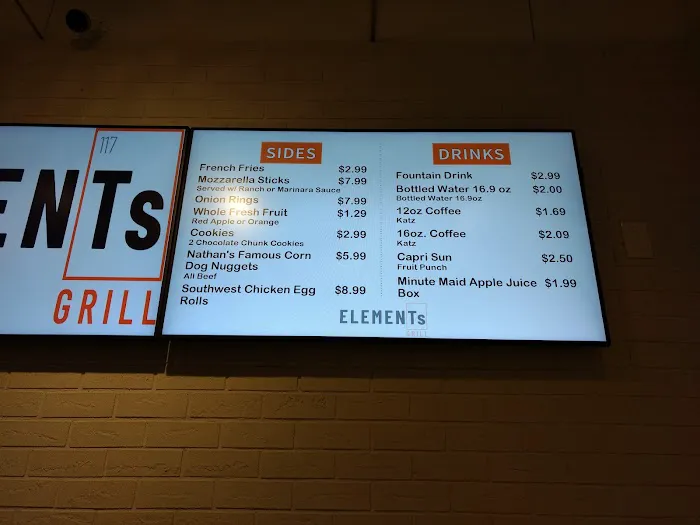 117
ENTs
GRILL
SIDES
French Fries $2.99
Mozzarella Sticks $7.99
Served w/ Ranch or Marinara Sauce
Onion Rings $7.99
Whole Fresh Fruit $1.29
Red Apple or Orange
Cookies $2.99
2 Chocolate Chunk Cookies
Nathan's Famous Corn $5.99
Dog Nuggets
All Beef
Southwest Chicken Egg $8.99
Rolls
DRINKS
Fountain Drink $2.99
Bottled Water 16.9 oz $2.00
Bottled Water 16.9oz
12oz Coffee $1.69
Katz
16oz. Coffee $2.09
Katz
Capri Sun $2.50
Fruit Punch
Minute Maid Apple Juice $1.99
Box
ELEMENTs
GRILL